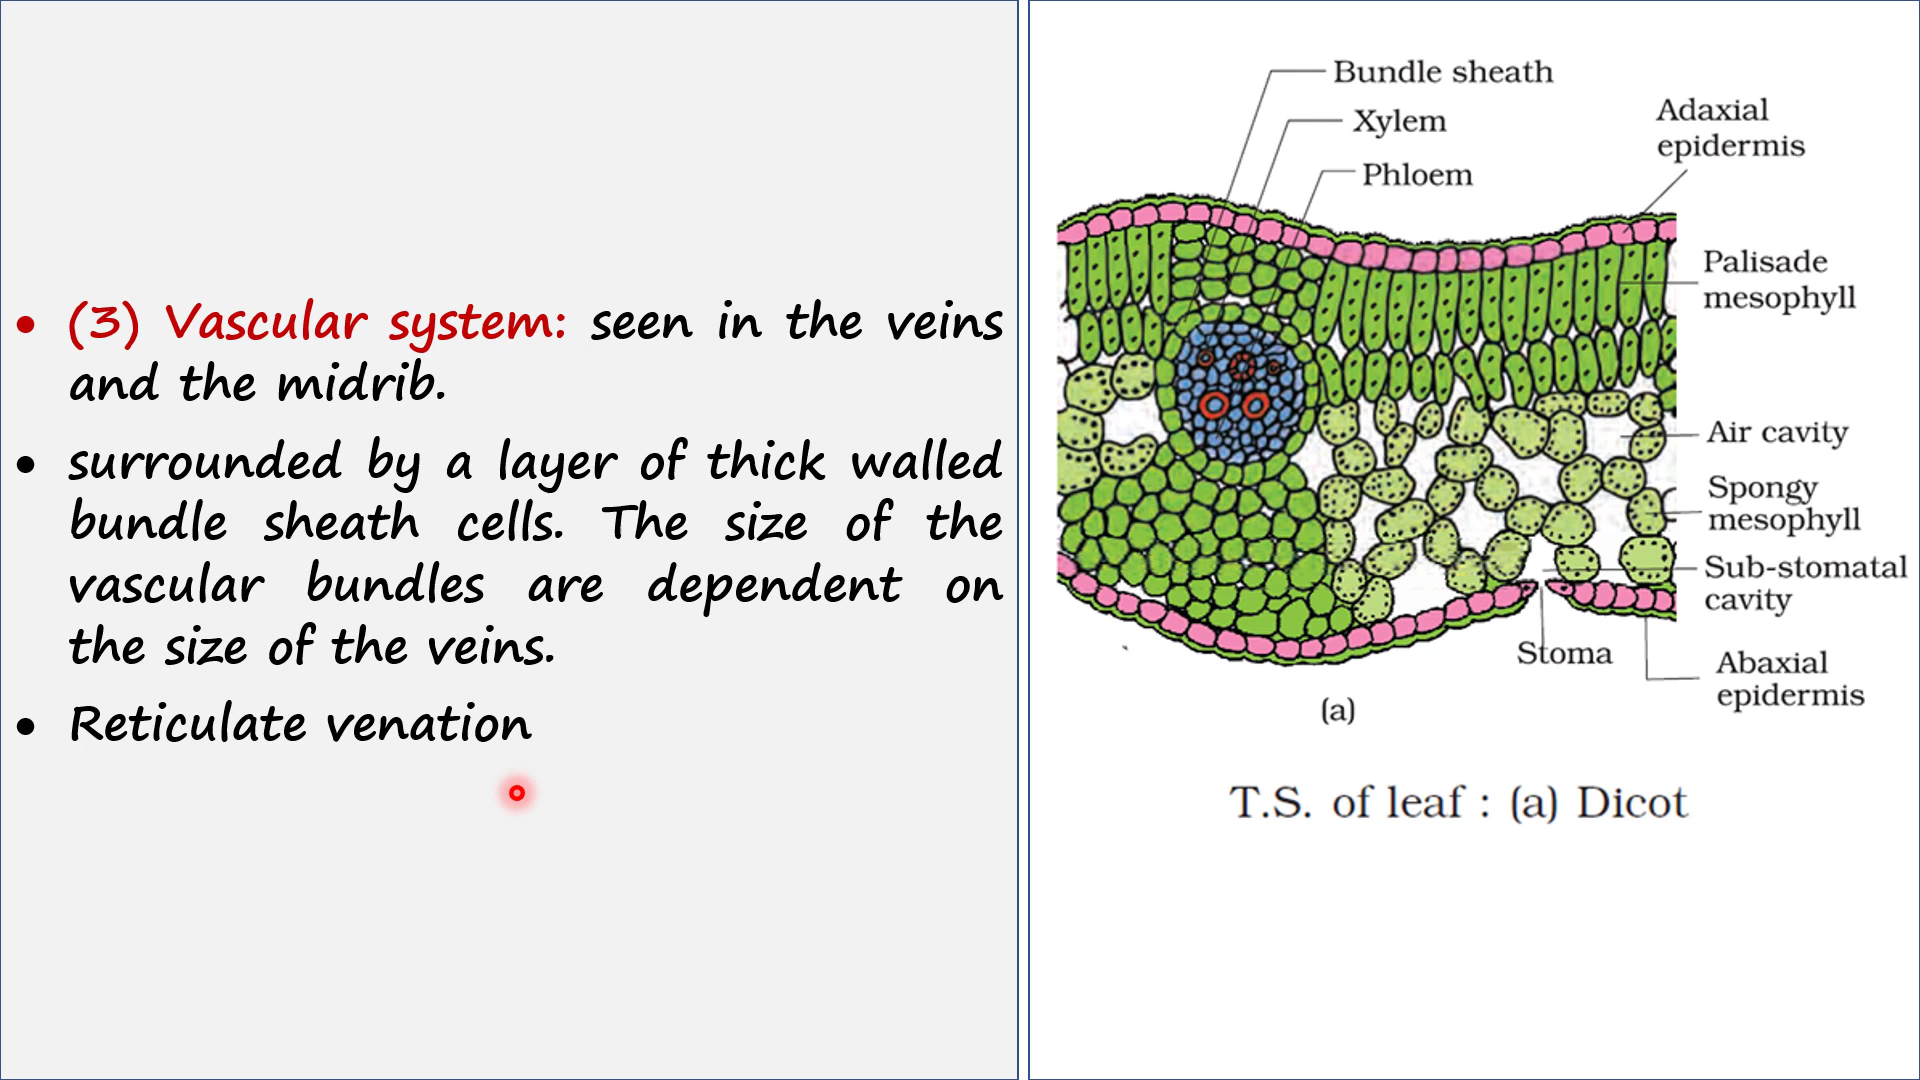 • (3) Vascular system: seen in the veins
and the midrib.
• surrounded by a layer of thick walled
bundle sheath cells. The size of the
vascular bundles are dependent on
the size of the veins.
• Reticulate venation
Bundle sheath
Xylem
Phloem
Adaxial
epidermis
Palisade
mesophyll
Air cavity
Spongy
mesophyll
Sub-stomatal
cavity
Stoma
Abaxial
epidermis
(a)
T.S. of leaf : (a) Dicot